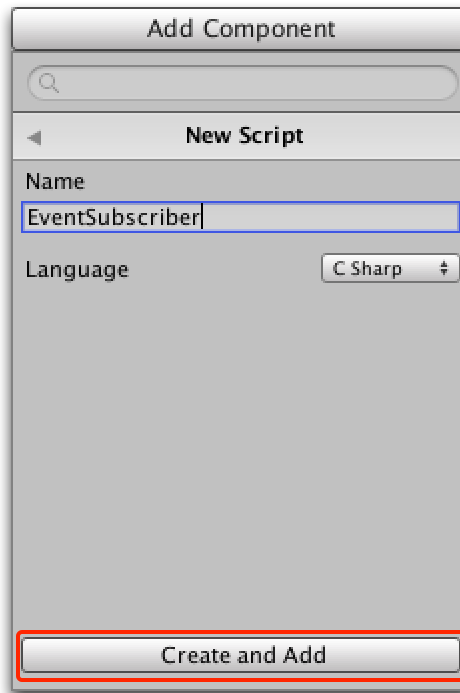 Add Component
New Script
Name
EventSubscriber
Language
C Sharp
Create and Add